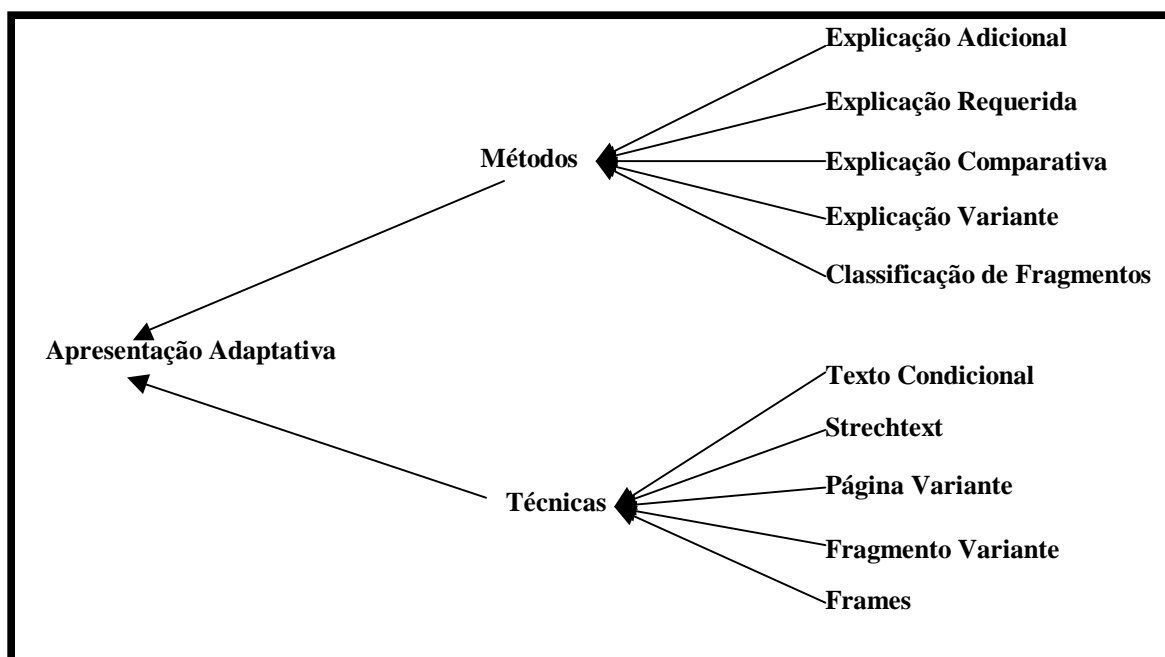 Explicação Adicional
Explicação Requerida
Métodos
Explicação Comparativa
Explicação Variante
Classificação de Fragmentos
Apresentação Adaptativa
Texto Condicional
Strechtext
Página Variante
Técnicas
Fragmento Variante
Frames